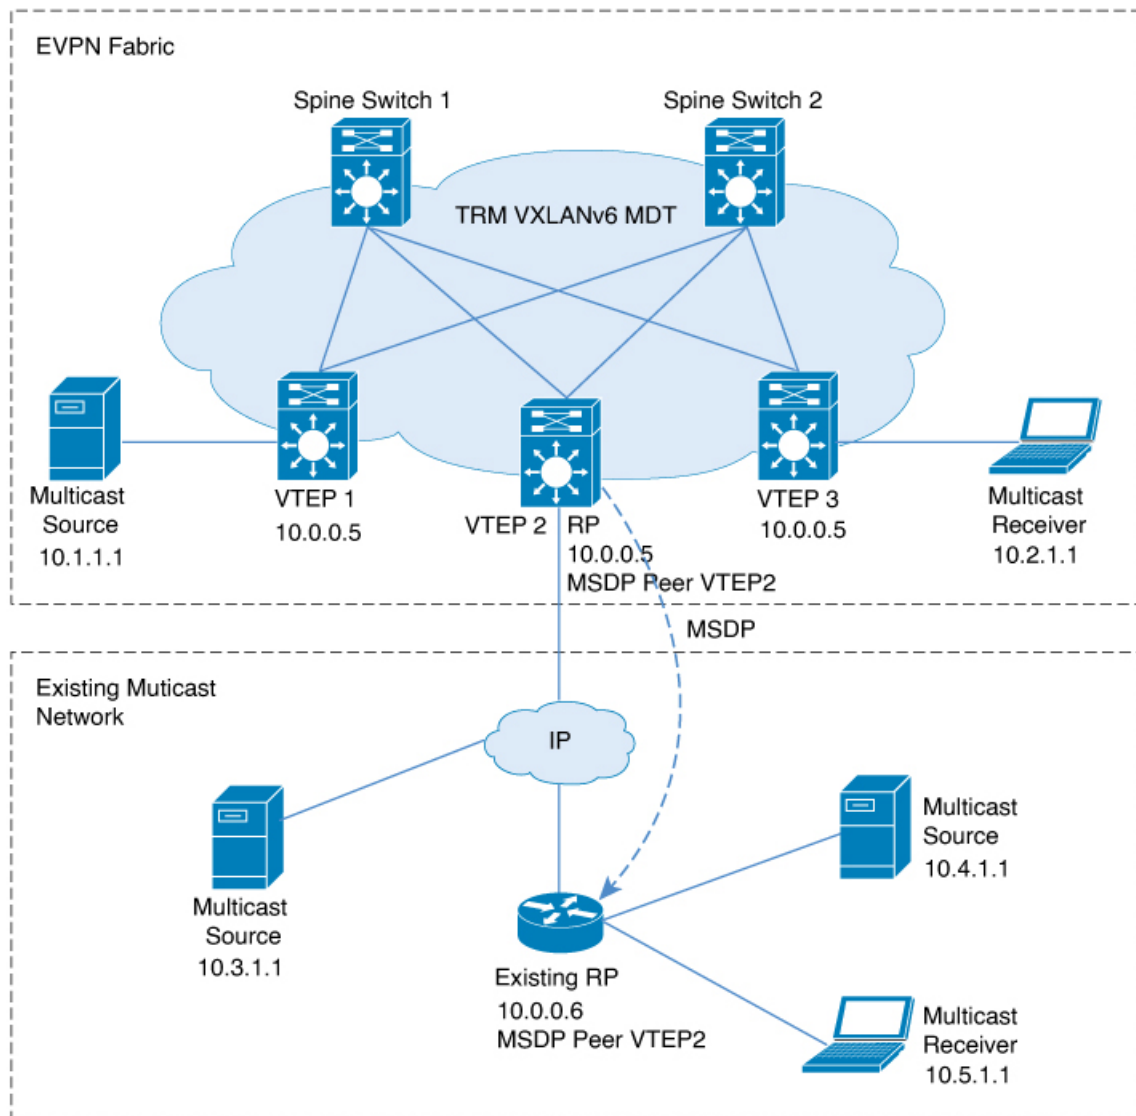 EVPN Fabric
Spine Switch 1
Spine Switch 2
TRM VXLANv6 MDT
Multicast
Source
10.1.1.1
VTEP 1
10.0.0.5
VTEP 2
RP
10.0.0.5
MSDP Peer VTEP2
VTEP 3
10.0.0.5
Multicast
Receiver
10.2.1.1
MSDP
Existing Muticast
Network
IP
Multicast
Source
10.3.1.1
Existing RP
10.0.0.6
MSDP Peer VTEP2
Multicast
Source
10.4.1.1
Multicast
Receiver
10.5.1.1